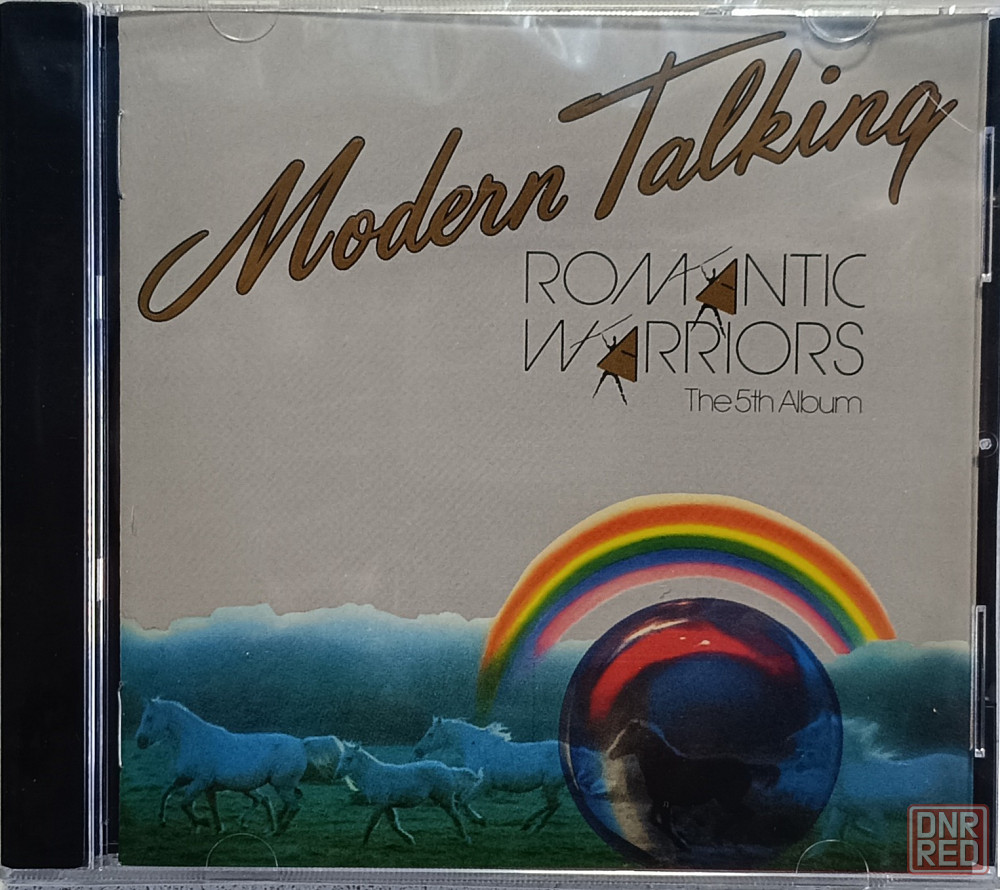 Modern Talking
ROMANTIC
WARRIORS
The 5th Album
DNR
RED